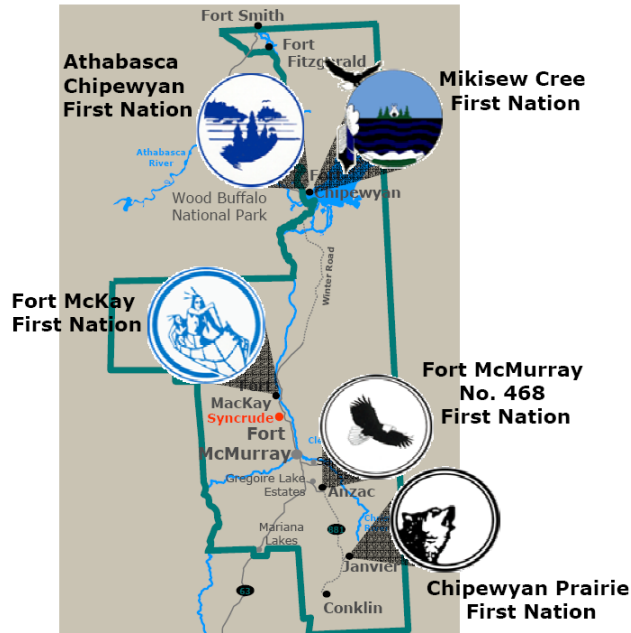 Fort Smith
Fort
Fitzgerald
Athabasca
Chipewyan
First Nation
Mikisew Cree
First Nation
Athabasca
River
Wood Buffalo
National Park
Fort
Chipewyan
Winter Road
Fort McKay
First Nation
Fort
MacKay
Syncrude
Fort
McMurray
Fort McMurray
No. 468
First Nation
Gregoire Lake
Estates
Anzac
Mariana
Lakes
881
Janvier
63
Conklin
Chipewyan Prairie
First Nation